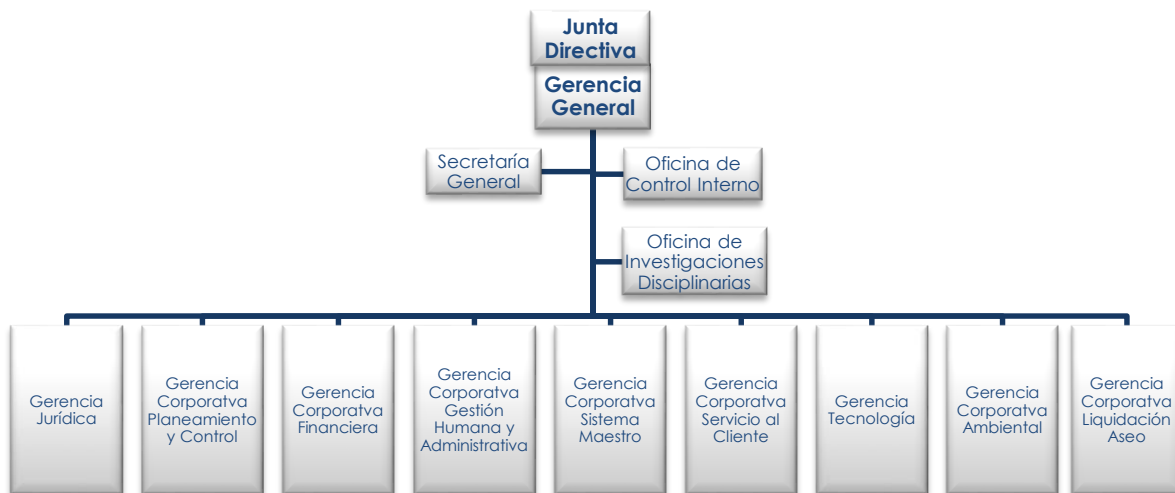 Junta
Directiva
Gerencia
General
Secretaría
General
Oficina de
Control Interno
Oficina de
Investigaciones
Disciplinarias
Gerencia
Jurídica
Gerencia
Corporatva
Planeamiento
y Control
Gerencia
Corporatva
Financiera
Gerencia
Corporatva
Gestión
Humana y
Administrativa
Gerencia
Corporatva
Sistema
Maestro
Gerencia
Corporatva
Servicio al
Cliente
Gerencia
Tecnología
Gerencia
Corporatva
Ambiental
Gerencia
Corporatva
Liquidación
Aseo